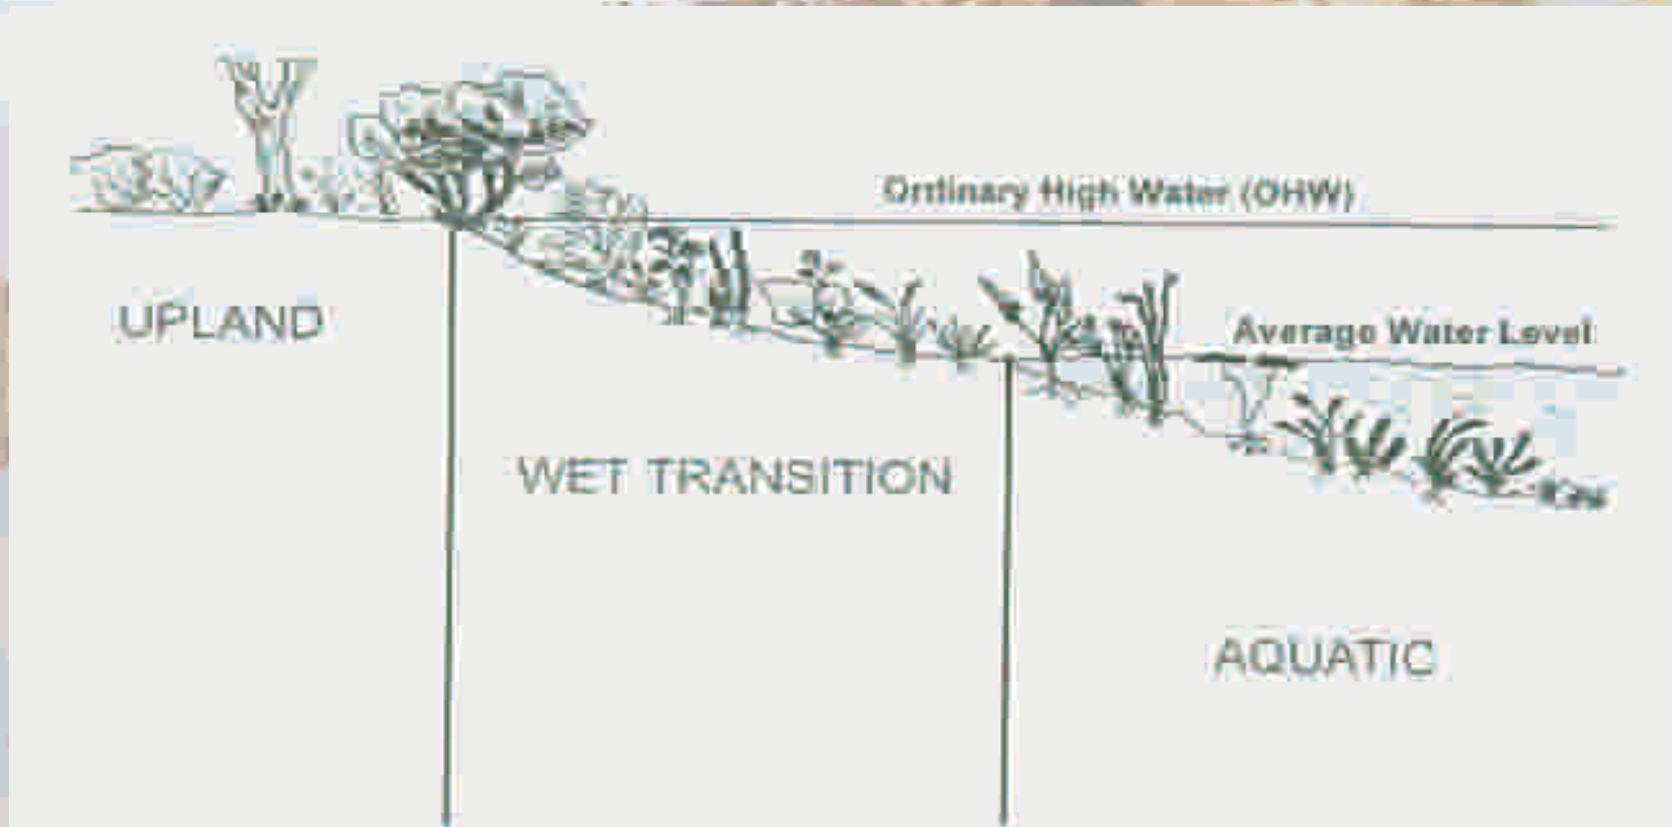 Ordinary High Water (OHW)
UPLAND
Average Water Level
WET TRANSITION
AQUATIC